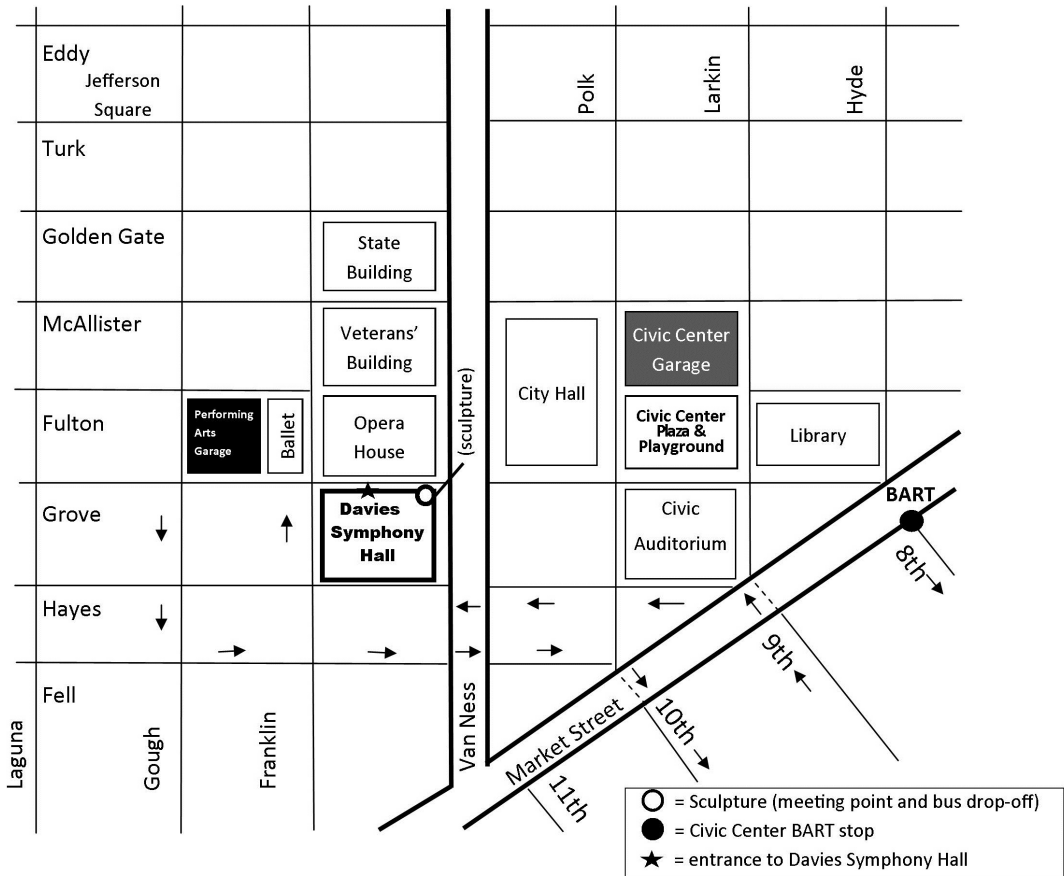 Eddy
Jefferson
Square
Polk
Larkin
Hyde
Turk
Golden Gate
State
Building
McAllister
Veterans’
Building
(sculpture)
City Hall
Civic Center
Garage
Fulton
Performing
Arts
Garage
Ballet
Opera
House
Civic Center
Plaza &
Playground
Library
Grove
Davies
Symphony
Hall
Civic
Auditorium
BART
8th
Hayes
9th
Fell
Laguna
Gough
Franklin
Van Ness
Market Street
10th
11th
= Sculpture (meeting point and bus drop-off)
= Civic Center BART stop
= entrance to Davies Symphony Hall